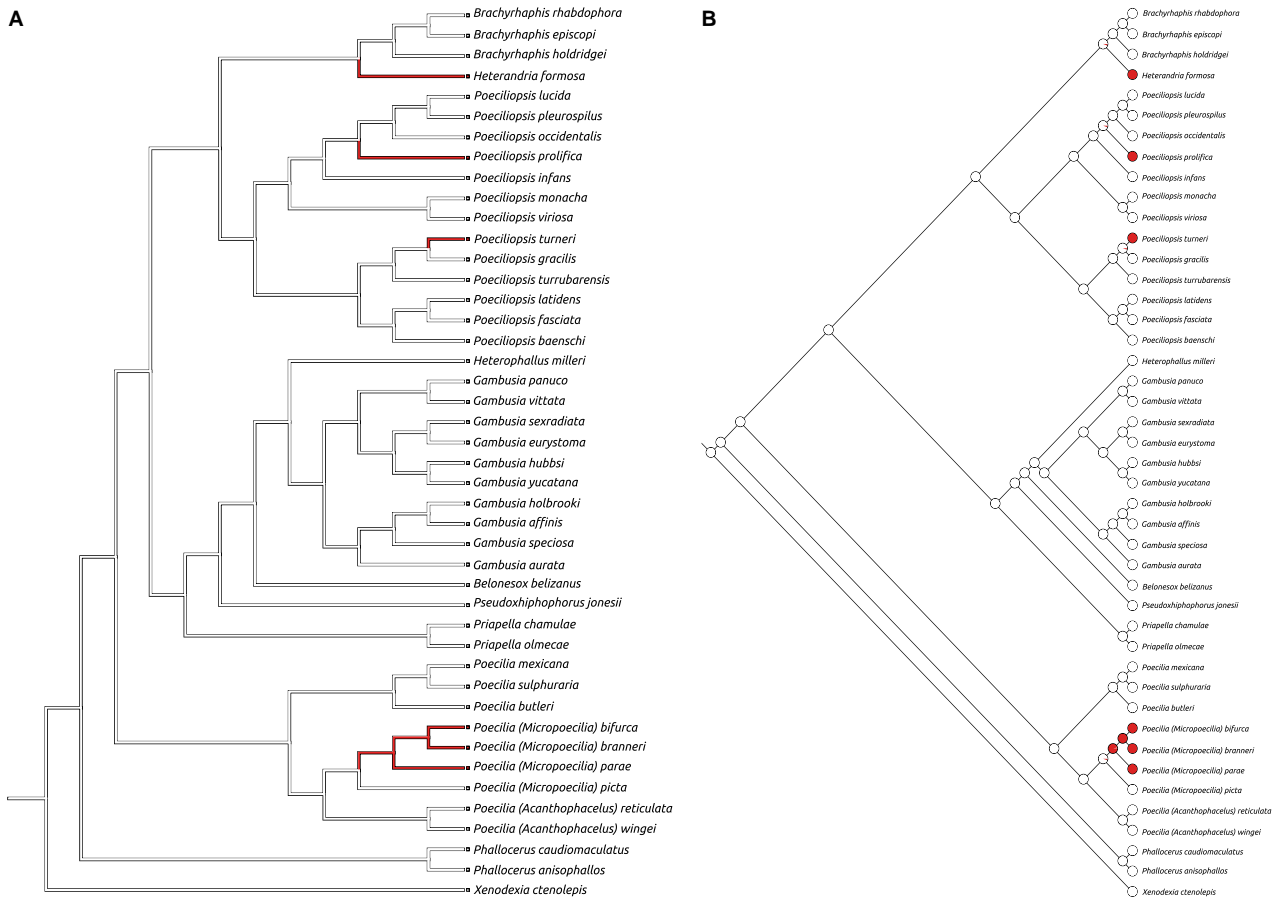 A
Brachyrhaphis rhabdophora
Brachyrhaphis episcopi
Brachyrhaphis holdridgei
Heterandria formosa
Poeciliopsis lucida
Poeciliopsis pleurospilus
Poeciliopsis occidentalis
Poeciliopsis prolifica
Poeciliopsis infans
Poeciliopsis monacha
Poeciliopsis viriosa
Poeciliopsis turneri
Poeciliopsis gracilis
Poeciliopsis turrubarensis
Poeciliopsis latidens
Poeciliopsis fasciata
Poeciliopsis baenschi
Heterophallus milleri
Gambusia panuco
Gambusia vittata
Gambusia sexradiata
Gambusia eurystoma
Gambusia hubbsi
Gambusia yucatana
Gambusia holbrooki
Gambusia affinis
Gambusia speciosa
Gambusia aurata
Belonesox belizanus
Pseudoxhiphophorus jonesii
Priapella chamulae
Priapella olmecae
Poecilia mexicana
Poecilia sulphuraria
Poecilia butleri
Poecilia (Micropoecilia) bifurca
Poecilia (Micropoecilia) branneri
Poecilia (Micropoecilia) parae
Poecilia (Micropoecilia) picta
Poecilia (Acanthophacelus) reticulata
Poecilia (Acanthophacelus) wingei
Phallocerus caudiomaculatus
Phallocerus anisophallos
Xenodexia ctenolepis
B
Brachyrhaphis rhabdophora
Brachyrhaphis episcopi
Brachyrhaphis holdridgei
Heterandria formosa
Poeciliopsis lucida
Poeciliopsis pleurospilus
Poeciliopsis occidentalis
Poeciliopsis prolifica
Poeciliopsis infans
Poeciliopsis monacha
Poeciliopsis viriosa
Poeciliopsis turneri
Poeciliopsis gracilis
Poeciliopsis turrubarensis
Poeciliopsis latidens
Poeciliopsis fasciata
Poeciliopsis baenschi
Heterophallus milleri
Gambusia panuco
Gambusia vittata
Gambusia sexradiata
Gambusia eurystoma
Gambusia hubbsi
Gambusia yucatana
Gambusia holbrooki
Gambusia affinis
Gambusia speciosa
Gambusia aurata
Belonesox belizanus
Pseudoxhiphophorus jonesii
Priapella chamulae
Priapella olmecae
Poecilia mexicana
Poecilia sulphuraria
Poecilia butleri
Poecilia (Micropoecilia) bifurca
Poecilia (Micropoecilia) branneri
Poecilia (Micropoecilia) parae
Poecilia (Micropoecilia) picta
Poecilia (Acanthophacelus) reticulata
Poecilia (Acanthophacelus) wingei
Phallocerus caudiomaculatus
Phallocerus anisophallos
Xenodexia ctenolepis